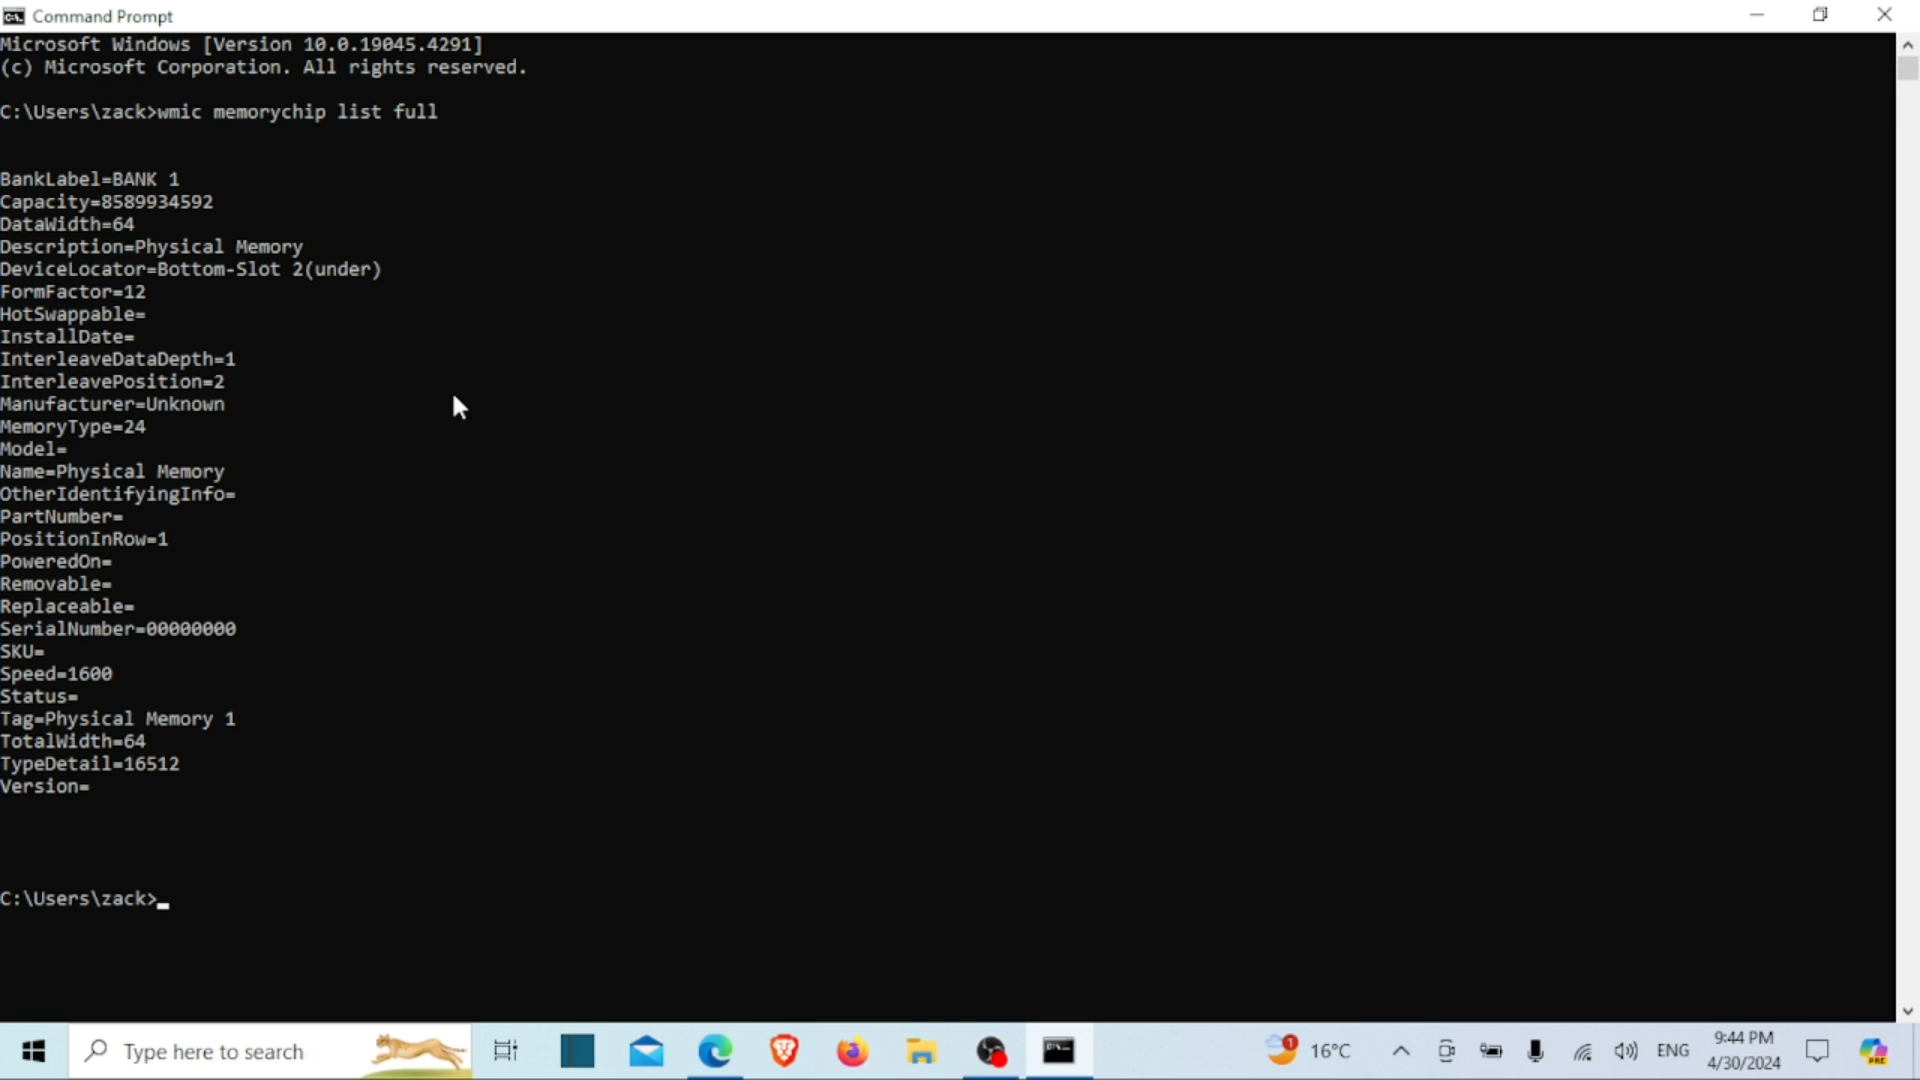 Command Prompt
Microsoft Windows [Version 10.0.19045.4291]
(c) Microsoft Corporation. All rights reserved.
C:\Users\zack>wmic memorychip list full
BankLabel=BANK 1
Capacity=8589934592
DataWidth=64
Description=Physical Memory
DeviceLocator=Bottom-Slot 2(under)
FormFactor=12
HotSwappable=
InstallDate=
InterleaveDataDepth=1
InterleavePosition=2
Manufacturer=Unknown
MemoryType=24
Model=
Name=Physical Memory
OtherIdentifyingInfo=
PartNumber=
PositionInRow=1
PoweredOn=
Removable=
Replaceable=
SerialNumber=00000000
SKU=
Speed=1600
Status=
Tag=Physical Memory 1
TotalWidth=64
TypeDetail=16512
Version=
C:\Users\zack>
Type here to search
1
16°C
ENG
9:44 PM
4/30/2024
PRE